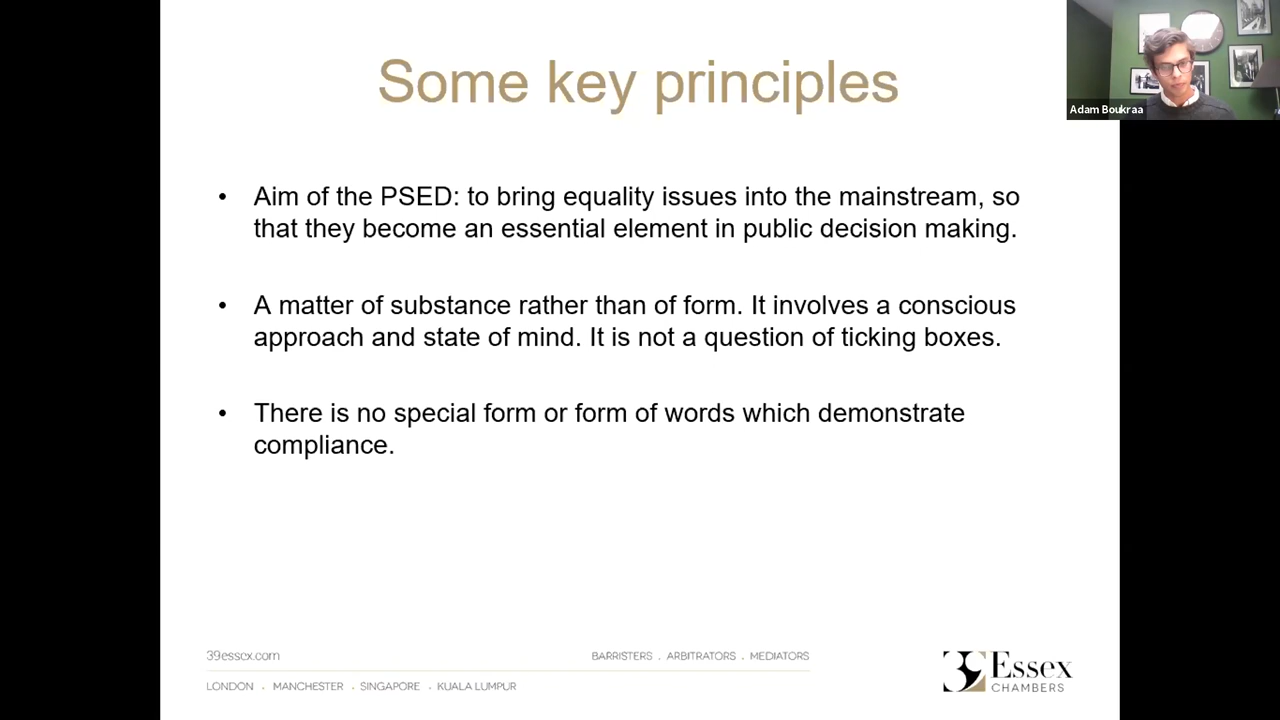 Some key principles
Adam Boukraa
• Aim of the PSED: to bring equality issues into the mainstream, so
that they become an essential element in public decision making.
• A matter of substance rather than of form. It involves a conscious
approach and state of mind. It is not a question of ticking boxes.
• There is no special form or form of words which demonstrate
compliance.
39essex.com
BARRISTERS . ARBITRATORS . MEDIATORS
LONDON . MANCHESTER . SINGAPORE . KUALA LUMPUR
39 Essex
CHAMBERS